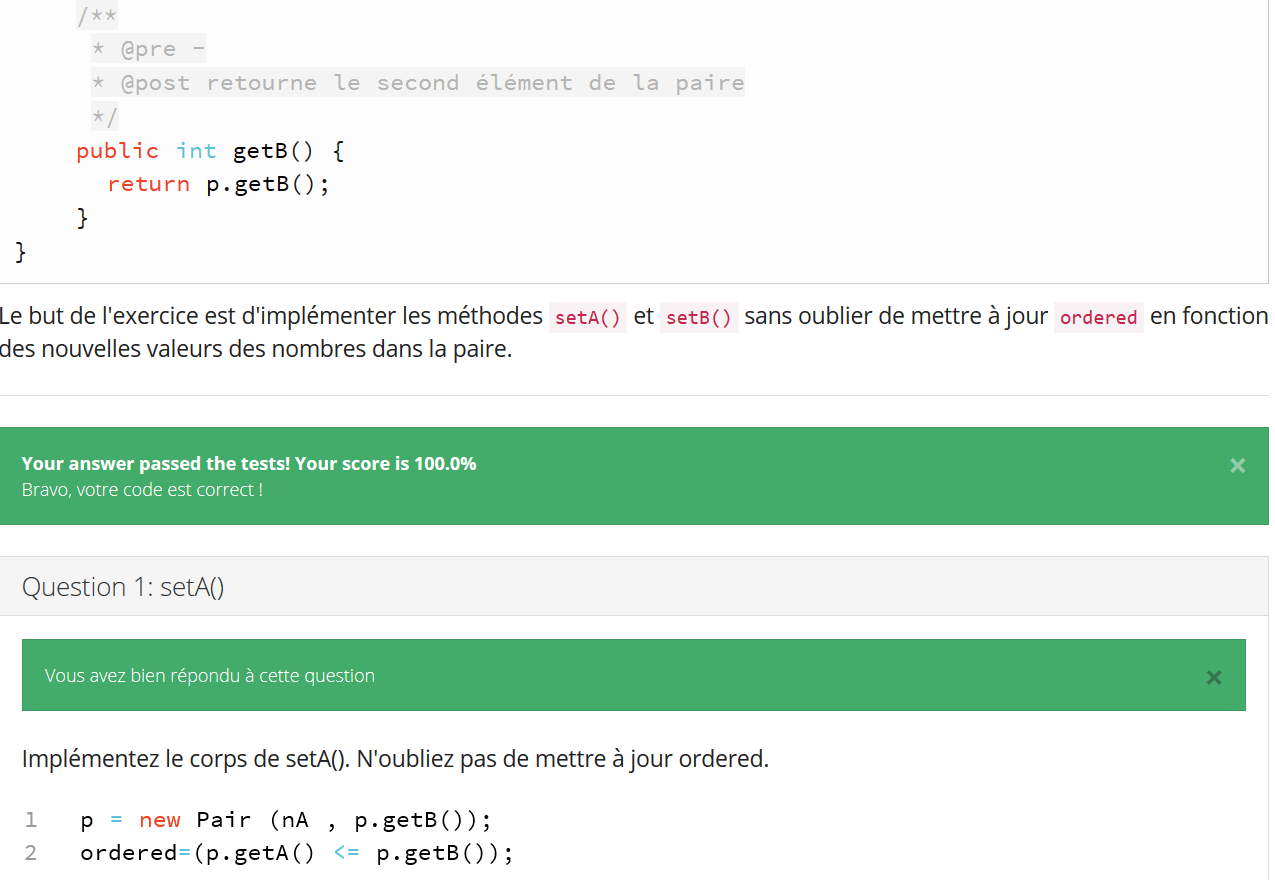 /**
* @pre -
* @post retourne le second élément de la paire
*/
public int getB() {
return p.getB();
}
}
Le but de l'exercice est d'implémenter les méthodes setA() et setB() sans oublier de mettre à jour ordered en fonction
des nouvelles valeurs des nombres dans la paire.
Your answer passed the tests! Your score is 100.0%
×
Bravo, votre code est correct !
Question 1: setA()
Vous avez bien répondu à cette question
×
Implémentez le corps de setA(). N'oubliez pas de mettre à jour ordered.
1 p = new Pair (nA , p.getB());
2 ordered=(p.getA() <= p.getB());